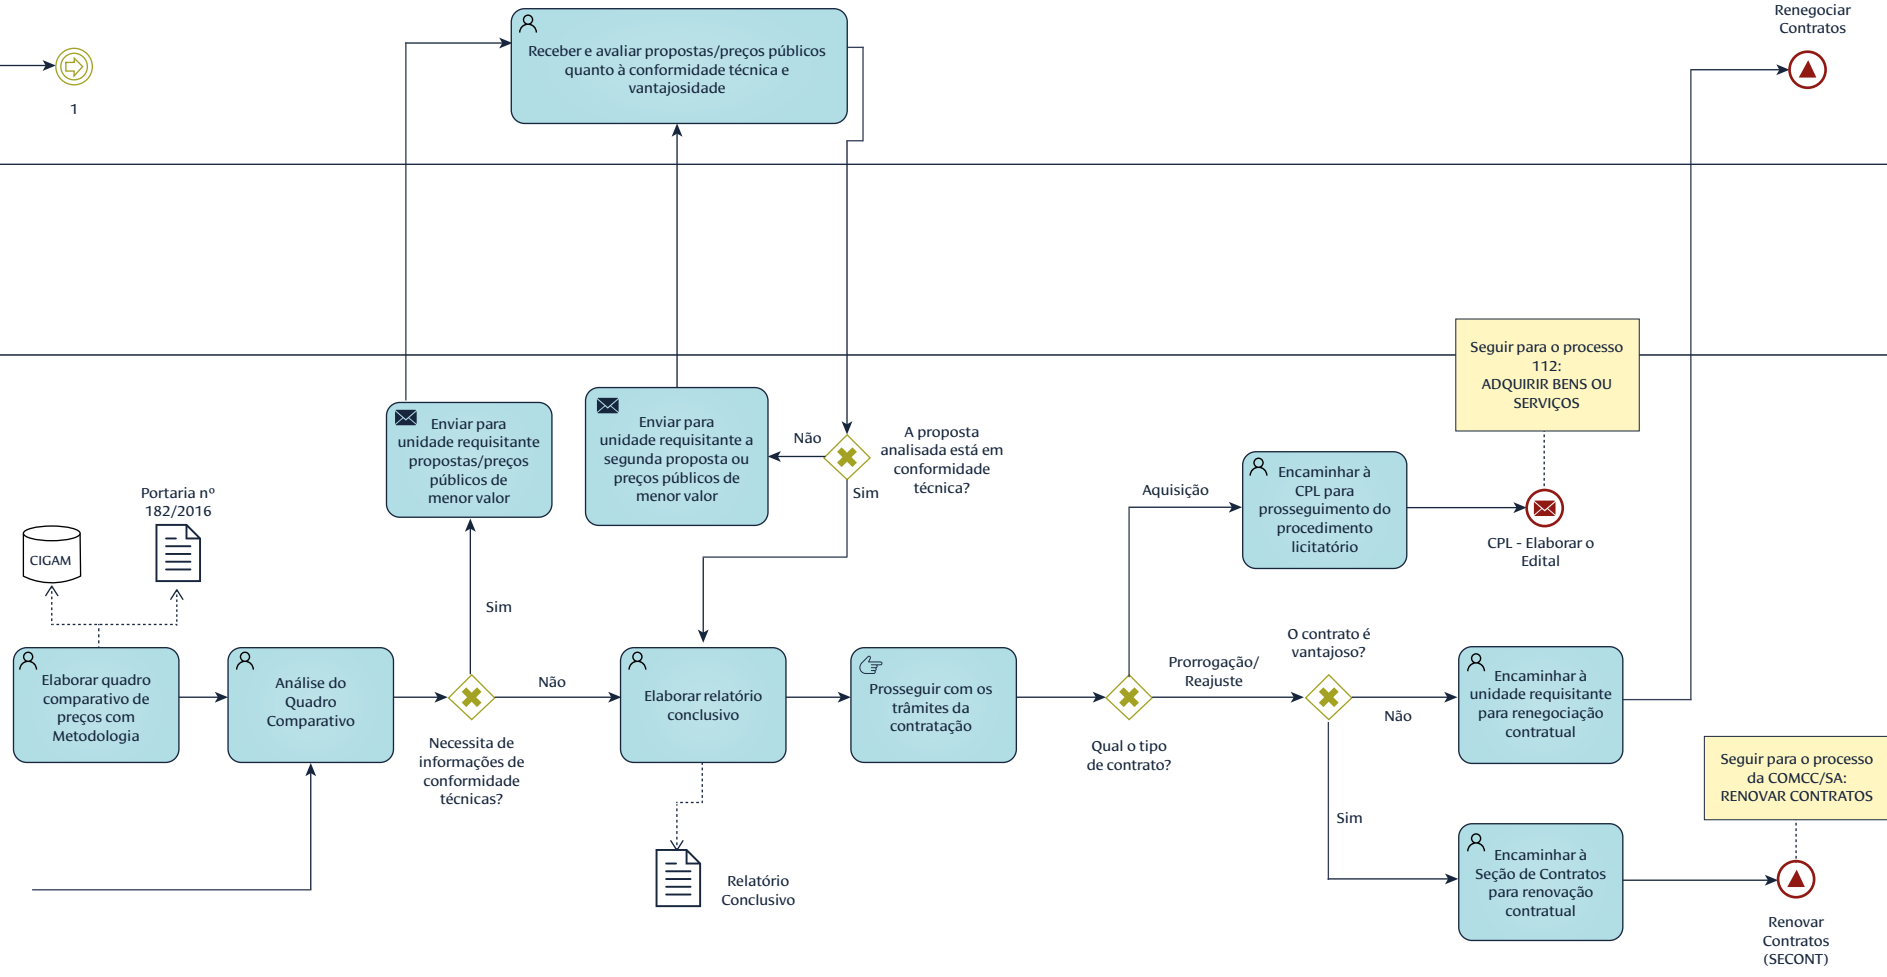 Renegociar
Contratos
1
Receber e avaliar propostas/preços públicos
quanto à conformidade técnica e
vantajosidade
Seguir para o processo
112:
ADQUIRIR BENS OU
SERVIÇOS
Enviar para
unidade requisitante
propostas/preços
públicos de
menor valor
Enviar para
unidade requisitante a
segunda proposta ou
preços públicos de
menor valor
Não
A proposta
analisada está em
conformidade
técnica?
Sim
Portaria nº
182/2016
CIGAM
Aquisição
Encaminhar à
CPL para
prosseguimento do
procedimento
licitatório
CPL - Elaborar o
Edital
Sim
Elaborar quadro
comparativo de
preços com
Metodologia
Análise do
Quadro
Comparativo
Necessita de
informações de
conformidade
técnicas?
Não
Elaborar relatório
conclusivo
Prosseguir com os
trâmites da
contratação
Qual o tipo
de contrato?
Prorrogação/
Reajuste
O contrato é
vantajoso?
Não
Encaminhar à
unidade requisitante
para renegociação
contratual
Seguir para o processo
da COMCC/SA:
RENOVAR CONTRATOS
Sim
Encaminhar à
Seção de Contratos
para renovação
contratual
Relatório
Conclusivo
Renovar
Contratos
(SECONT)